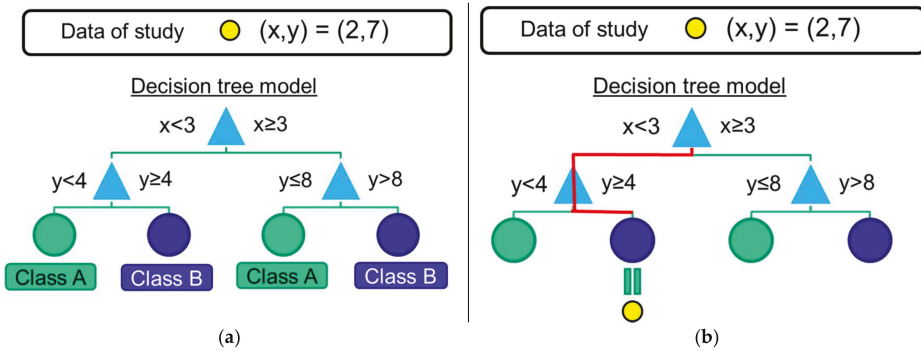 Data of study (x,y) = (2,7)
Decision tree model
x<3 x≥3
y<4 y≥4 y≤8 y>8
Class A Class B Class A Class B
(a)
Data of study (x,y) = (2,7)
Decision tree model
x<3 x≥3
y<4 y≥4 y≤8 y>8
(b)